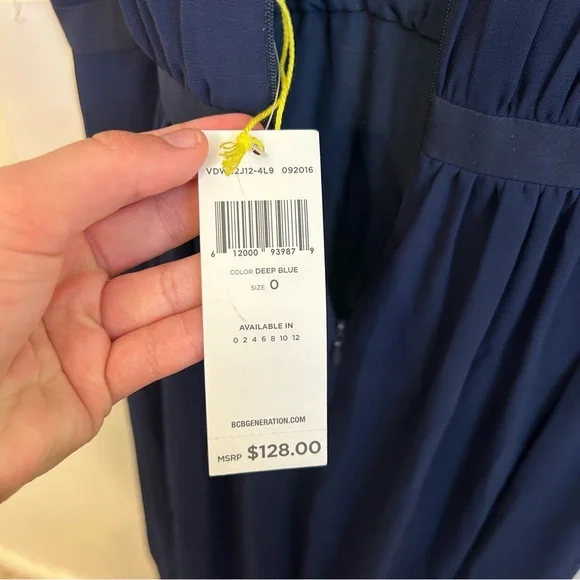 092016
6 12000 93987 9
COLOR DEEP BLUE
SIZE 0
AVAILABLE IN
0 2 4 6 8 10 12
BCBGENERATION.COM
MSRP $128.00